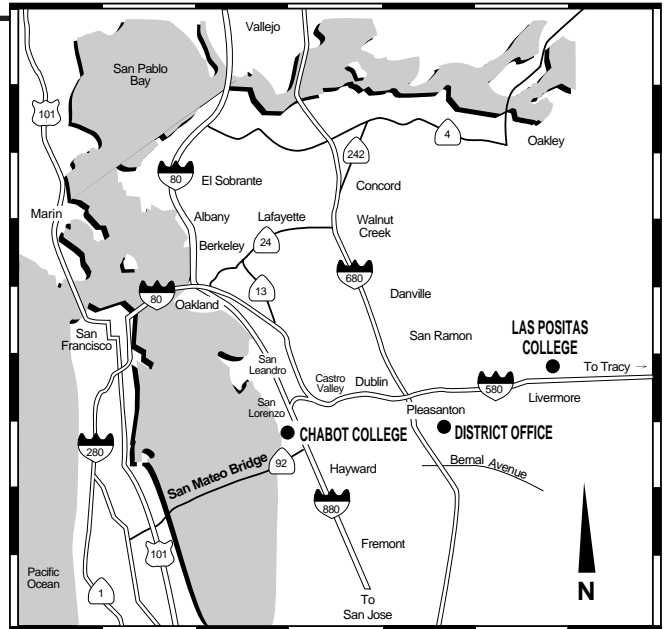 Vallejo
San Pablo
Bay
101
4
Oakley
242
80
El Sobrante
Concord
Marin
Albany
Lafayette
Walnut
Creek
Berkeley
24
680
80
13
Danville
Oakland
San
Francisco
San Ramon
LAS POSITAS
COLLEGE
San
Leandro
To Tracy →
Castro
Valley
Dublin
580
Livermore
San
Lorenzo
Pleasanton
CHABOT COLLEGE
DISTRICT OFFICE
280
San Mateo Bridge
92
Hayward
Bernal Avenue
880
Fremont
101
Pacific
Ocean
1
To
San Jose
N